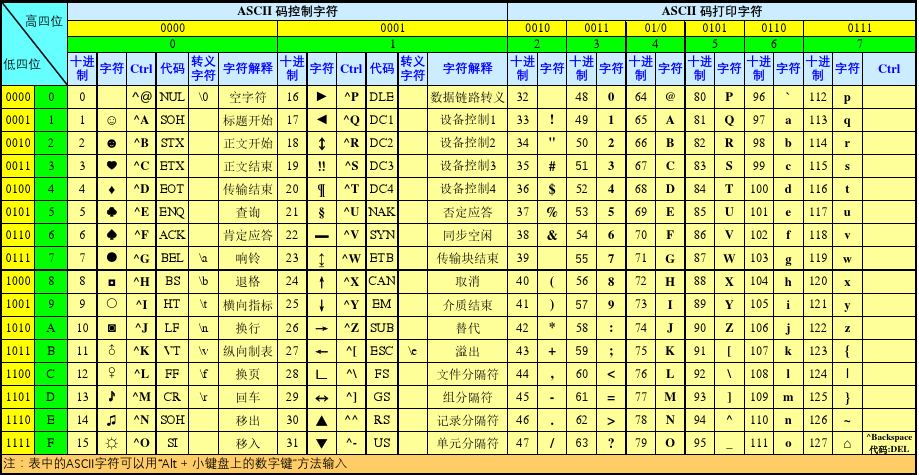 高四位 ASCII 码控制字符 ASCII 码打印字符
0000 0001 0010 0011 01/0 0101 0110 0111
低四位 0 1 2 3 4 5 6 7
十进制 字符 Ctrl 代码 转义字符 字符解释 十进制 字符 Ctrl 代码 转义字符 字符解释 十进制 字符 十进制 字符 十进制 字符 十进制 字符 十进制 字符 十进制 字符 Ctrl
0000 0 0 ^@ NUL \0 空字符 16 ► ^P DLE 数据链路转义 32 48 0 64 @ 80 P 96 ` 112 p
0001 1 1 ☺ ^A SOH 标题开始 17 ◄ ^Q DC1 设备控制1 33 ! 49 1 65 A 81 Q 97 a 113 q
0010 2 2 ☻ ^B STX 正文开始 18 ↕ ^R DC2 设备控制2 34 " 50 2 66 B 82 R 98 b 114 r
0011 3 3 ♥ ^C ETX 正文结束 19 ‼ ^S DC3 设备控制3 35 # 51 3 67 C 83 S 99 c 115 s
0100 4 4 ♦ ^D EOT 传输结束 20 ¶ ^T DC4 设备控制4 36 $ 52 4 68 D 84 T 100 d 116 t
0101 5 5 ♣ ^E ENQ 查询 21 § ^U NAK 否定应答 37 % 53 5 69 E 85 U 101 e 117 u
0110 6 6 ♠ ^F ACK 肯定应答 22 ▬ ^V SYN 同步空闲 38 & 54 6 70 F 86 V 102 f 118 v
0111 7 7 ● ^G BEL \a 响铃 23 ↨ ^W ETB 传输块结束 39 55 7 71 G 87 W 103 g 119 w
1000 8 8 ◘ ^H BS \b 退格 24 ↑ ^X CAN 取消 40 ( 56 8 72 H 88 X 104 h 120 x
1001 9 9 ○ ^I HT \t 横向指标 25 ↓ ^Y EM 介质结束 41 ) 57 9 73 I 89 Y 105 i 121 y
1010 A 10 ◙ ^J LF \n 换行 26 → ^Z SUB 替代 42 * 58 : 74 J 90 Z 106 j 122 z
1011 B 11 ♂ ^K VT \v 纵向制表 27 ← ^[ ESC \e 溢出 43 + 59 ; 75 K 91 [ 107 k 123 {
1100 C 12 ♀ ^L FF \f 换页 28 ∟ ^\ FS 文件分隔符 44 , 60 < 76 L 92 \ 108 l 124 |
1101 D 13 ♪ ^M CR \r 回车 29 ↔ ^] GS 组分隔符 45 - 61 = 77 M 93 ] 109 m 125 }
1110 E 14 ♫ ^N SOH 移出 30 ▲ ^^ RS 记录分隔符 46 . 62 > 78 N 94 ^ 110 n 126 ~
1111 F 15 ☼ ^O SI 移入 31 ▼ ^- US 单元分隔符 47 / 63 ? 79 O 95 _ 111 o 127 ⌂ ^Backspace 代码:DEL
注：表中的ASCII字符可以用“Alt + 小键盘上的数字键”方法输入